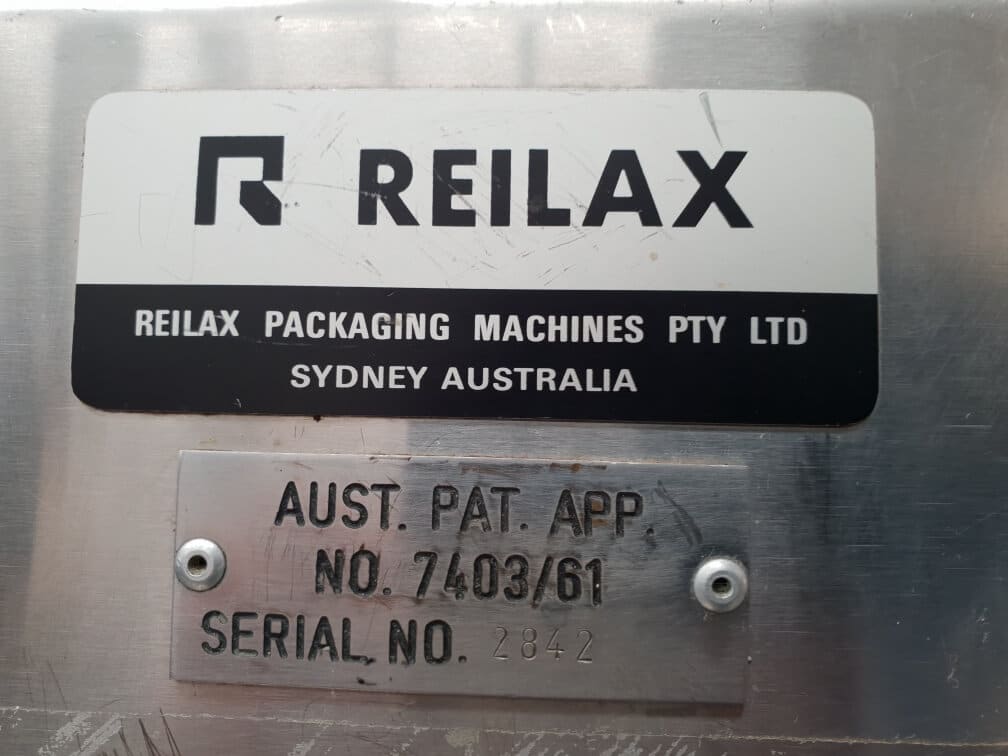 REILAX
REILAX PACKAGING MACHINES PTY LTD
SYDNEY AUSTRALIA
AUST. PAT. APP.
NO. 7403/61
SERIAL NO. 2842